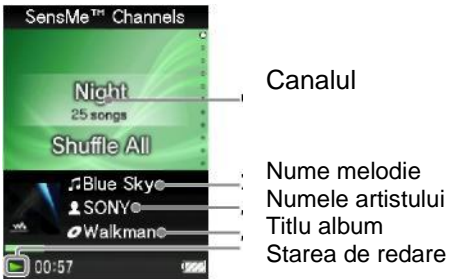 SensMe™ Channels
Night
25 songs
Shuffle All
Blue Sky
SONY
Walkman
00:57
Canalul
Nume melodie
Numele artistului
Titlu album
Starea de redare